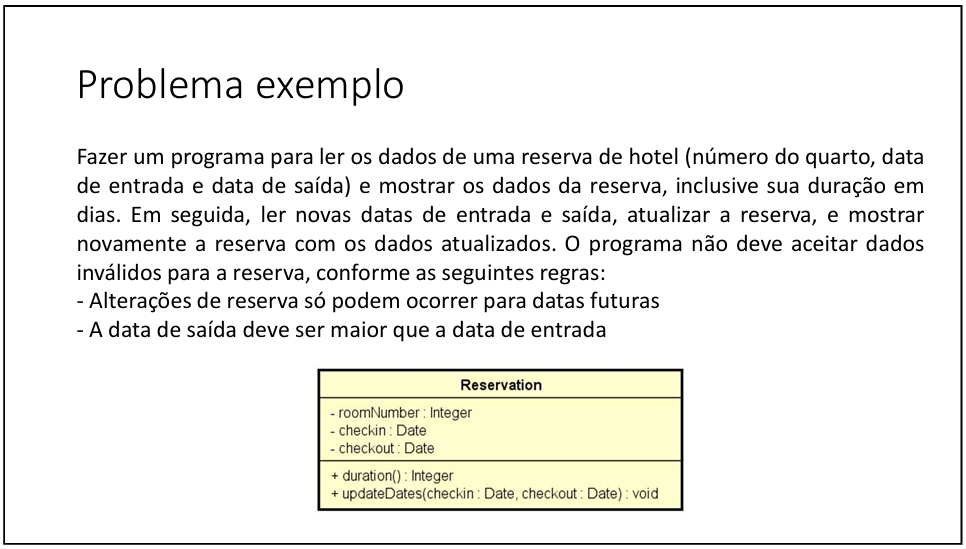 Problema exemplo
Fazer um programa para ler os dados de uma reserva de hotel (número do quarto, data
de entrada e data de saída) e mostrar os dados da reserva, inclusive sua duração em
dias. Em seguida, ler novas datas de entrada e saída, atualizar a reserva, e mostrar
novamente a reserva com os dados atualizados. O programa não deve aceitar dados
inválidos para a reserva, conforme as seguintes regras:
- Alterações de reserva só podem ocorrer para datas futuras
- A data de saída deve ser maior que a data de entrada
Reservation
- roomNumber : Integer
- checkin : Date
- checkout : Date
+ duration() : Integer
+ updateDates(checkin : Date, checkout : Date) : void